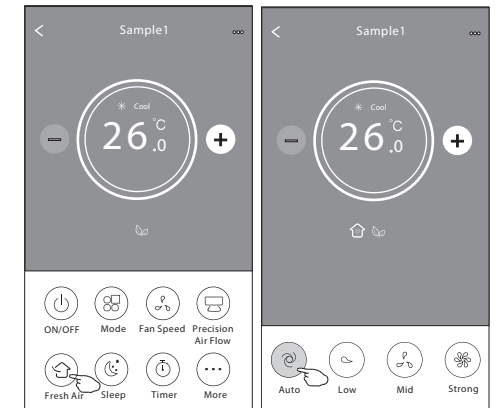 Sample1
Cool
26.0 °C
ON/OFF Mode Fan Speed Precision Air Flow
Fresh Air Sleep Timer More
Sample1
Cool
26.0 °C
Auto Low Mid Strong